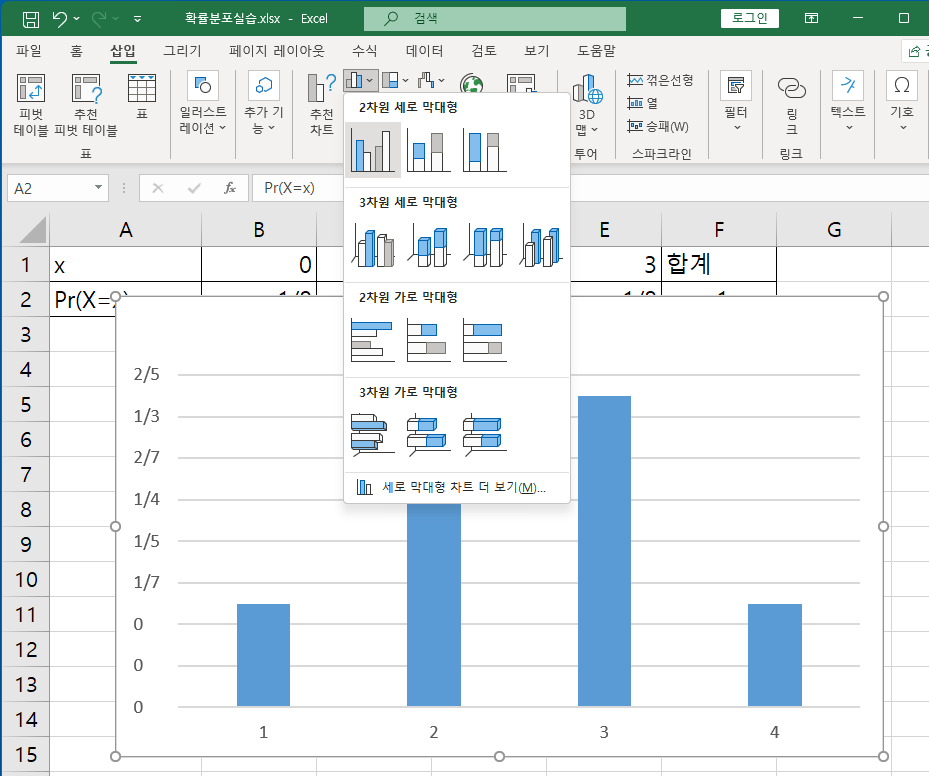 확률분포실습.xlsx - Excel
검색
로그인
파일 홈 삽입 그리기 페이지 레이아웃 수식 데이터 검토 보기 도움말
피벗 테이블
추천 피벗 테이블
표
일러스트레이션
추가 기능
추천 차트
3D 맵
꺾은선형
열
승패(W)
필터
링크
텍스트
기호
표
투어
스파크라인
링크
2차원 세로 막대형
3차원 세로 막대형
2차원 가로 막대형
3차원 가로 막대형
세로 막대형 차트 더 보기(M)...
A2
fx
Pr(X=x)
A B E F G
1 x 0 3 합계
2 Pr(X=
3
4
5
6
7
8
9
10
11
12
13
14
15
2/5
1/3
2/7
1/4
1/5
1/7
0
0
0
1 2 3 4